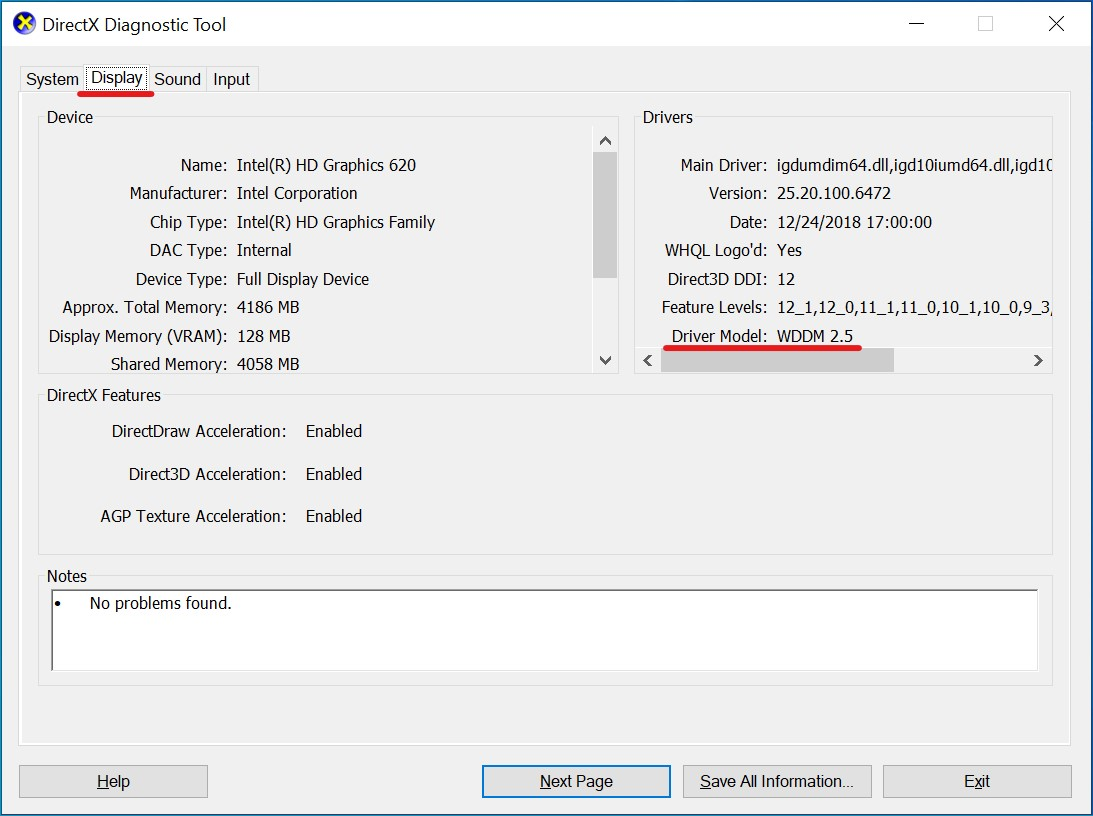 DirectX Diagnostic Tool
System Display Sound Input
Device
Name: Intel(R) HD Graphics 620
Manufacturer: Intel Corporation
Chip Type: Intel(R) HD Graphics Family
DAC Type: Internal
Device Type: Full Display Device
Approx. Total Memory: 4186 MB
Display Memory (VRAM): 128 MB
Shared Memory: 4058 MB
Drivers
Main Driver: igdumdim64.dll,igd10iumd64.dll,igd10
Version: 25.20.100.6472
Date: 12/24/2018 17:00:00
WHQL Logo'd: Yes
Direct3D DDI: 12
Feature Levels: 12_1,12_0,11_1,11_0,10_1,10_0,9_3,
Driver Model: WDDM 2.5
DirectX Features
DirectDraw Acceleration: Enabled
Direct3D Acceleration: Enabled
AGP Texture Acceleration: Enabled
Notes
• No problems found.
Help Next Page Save All Information... Exit